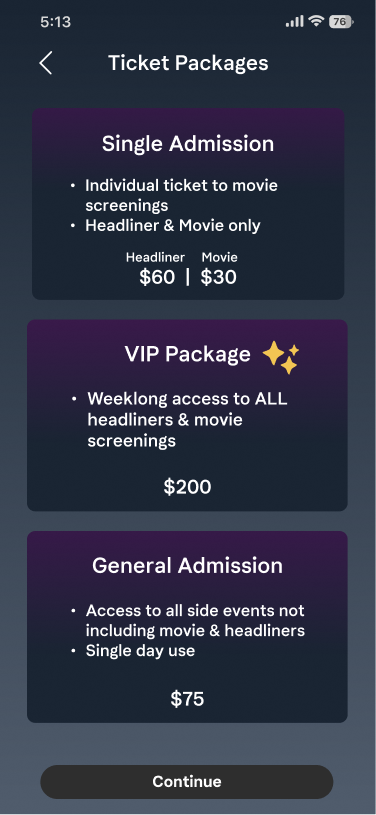 5:13
76
Ticket Packages
Single Admission
• Individual ticket to movie
screenings
• Headliner & Movie only
Headliner Movie
$60 | $30
VIP Package
• Weeklong access to ALL
headliners & movie
screenings
$200
General Admission
• Access to all side events not
including movie & headliners
• Single day use
$75
Continue